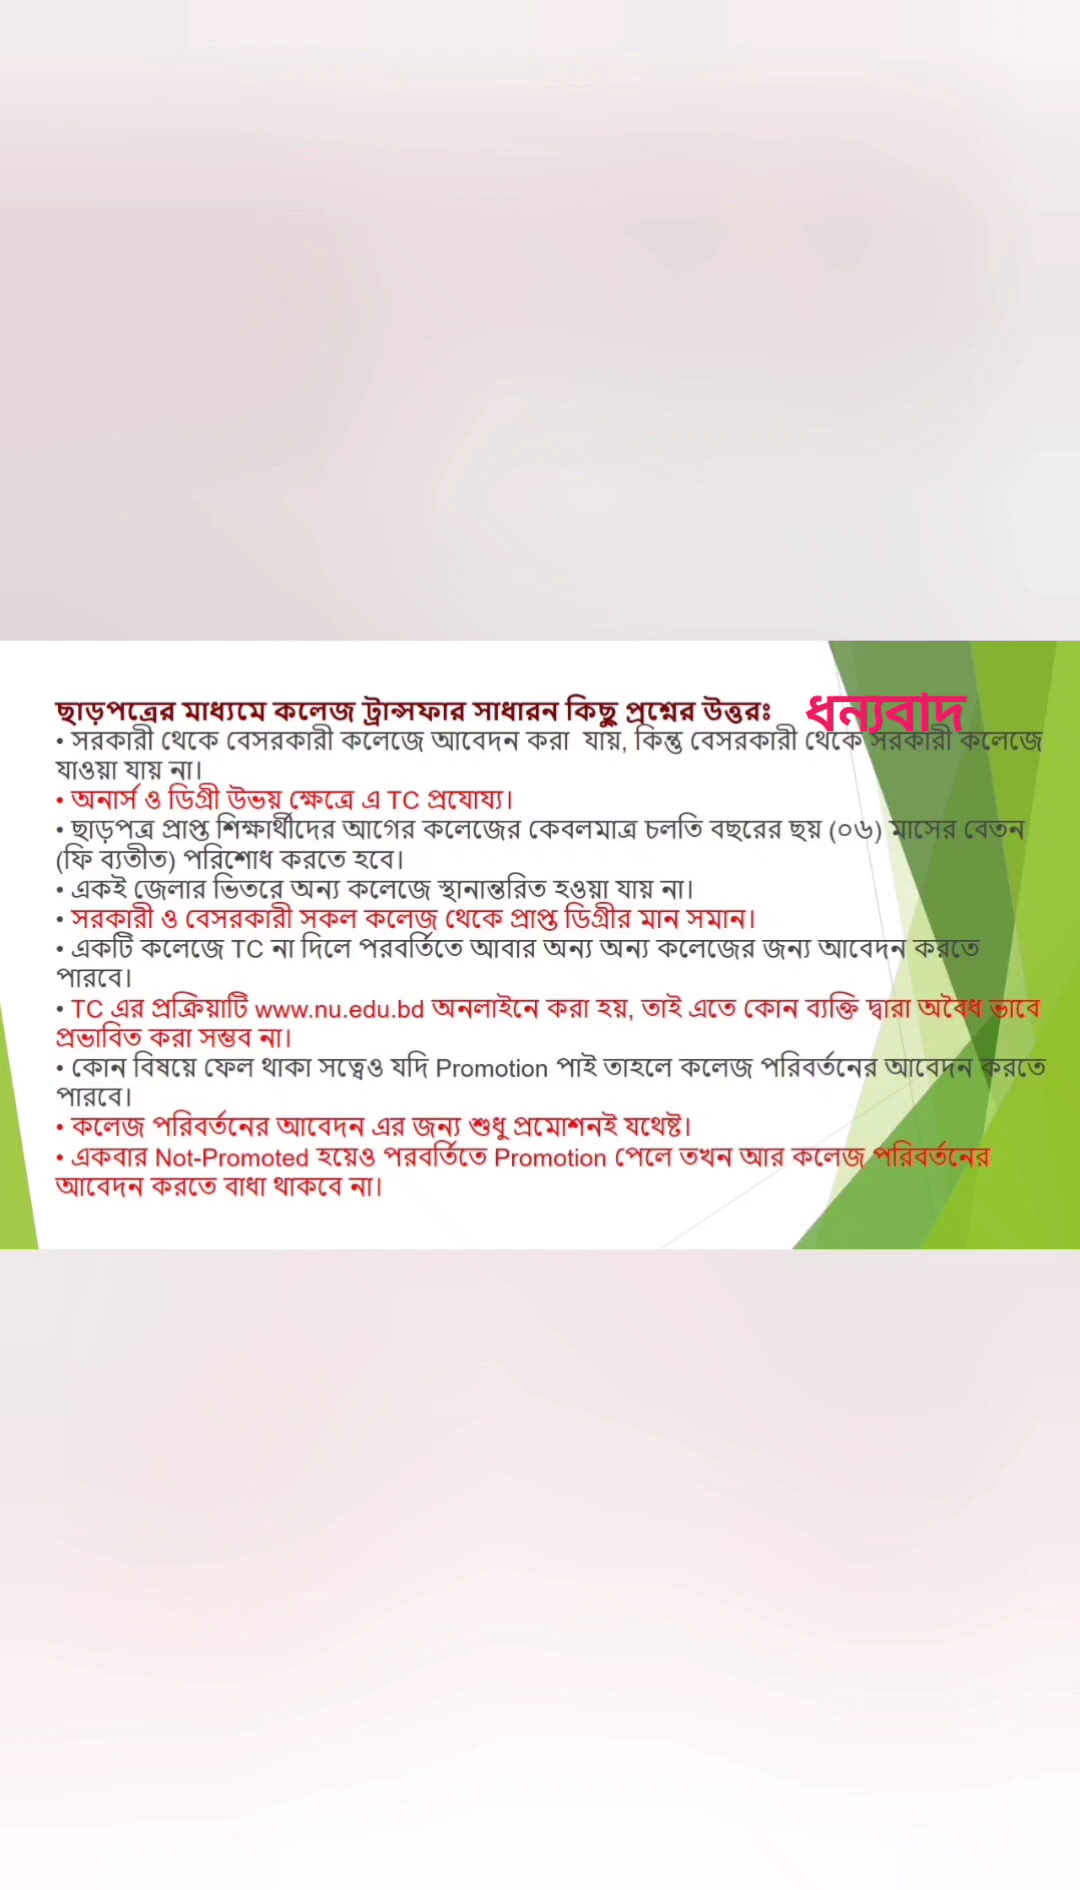 ছাড়পত্রের মাধ্যমে কলেজ ট্রান্সফার সাধারন কিছু প্রশ্নের উত্তরঃ
ধন্যবাদ
• সরকারী থেকে বেসরকারী কলেজে আবেদন করা যায়, কিন্তু বেসরকারী থেকে সরকারী কলেজে
যাওয়া যায় না।
• অনার্স ও ডিগ্রী উভয় ক্ষেত্রে এ TC প্রযোয্য।
• ছাড়পত্র প্রাপ্ত শিক্ষার্থীদের আগের কলেজের কেবলমাত্র চলতি বছরের ছয় (০৬) মাসের বেতন
(ফি ব্যতীত) পরিশোধ করতে হবে।
• একই জেলার ভিতরে অন্য কলেজে স্থানান্তরিত হওয়া যায় না।
• সরকারী ও বেসরকারী সকল কলেজ থেকে প্রাপ্ত ডিগ্রীর মান সমান।
• একটি কলেজে TC না দিলে পরবর্তিতে আবার অন্য অন্য কলেজের জন্য আবেদন করতে
পারবে।
• TC এর প্রক্রিয়াটি www.nu.edu.bd অনলাইনে করা হয়, তাই এতে কোন ব্যক্তি দ্বারা অবৈধ ভাবে
প্রভাবিত করা সম্ভব না।
• কোন বিষয়ে ফেল থাকা সত্বেও যদি Promotion পাই তাহলে কলেজ পরিবর্তনের আবেদন করতে
পারবে।
• কলেজ পরিবর্তনের আবেদন এর জন্য শুধু প্রমোশনই যথেষ্ট।
• একবার Not-Promoted হয়েও পরবর্তিতে Promotion পেলে তখন আর কলেজ পরিবর্তনের
আবেদন করতে বাধা থাকবে না।